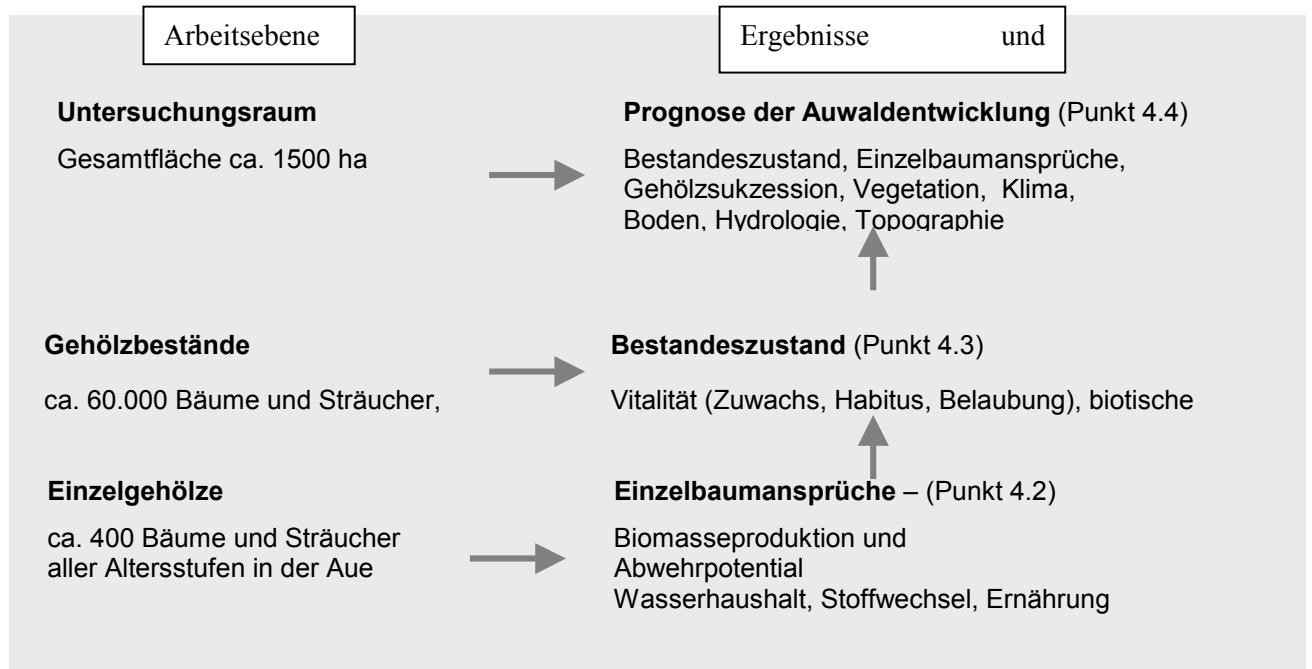 Arbeitsebene
Ergebnisse und
Untersuchungsraum
Gesamtfläche ca. 1500 ha
Prognose der Auwaldentwicklung (Punkt 4.4)
Bestandeszustand, Einzelbaumansprüche,
Gehölzsukzession, Vegetation, Klima,
Boden, Hydrologie, Topographie
Gehölzbestände
ca. 60.000 Bäume und Sträucher,
Bestandeszustand (Punkt 4.3)
Vitalität (Zuwachs, Habitus, Belaubung), biotische
Einzelgehölze
ca. 400 Bäume und Sträucher
aller Altersstufen in der Aue
Einzelbaumansprüche – (Punkt 4.2)
Biomasseproduktion und
Abwehrpotential
Wasserhaushalt, Stoffwechsel, Ernährung